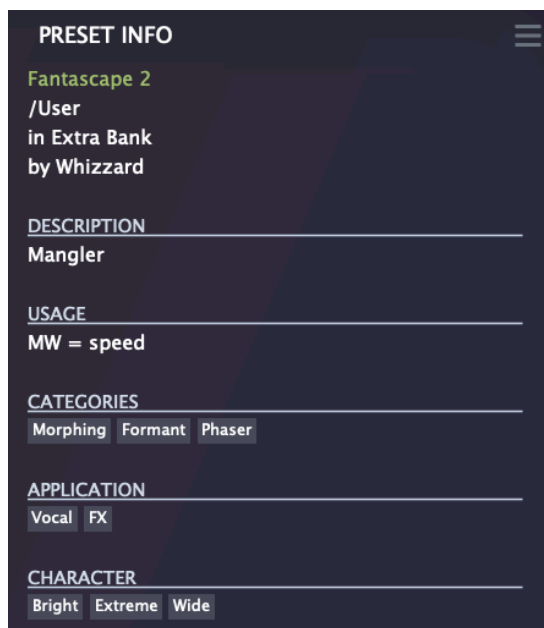 PRESET INFO
Fantascape 2
/User
in Extra Bank
by Whizzard
DESCRIPTION
Mangler
USAGE
MW = speed
CATEGORIES
Morphing Formant Phaser
APPLICATION
Vocal FX
CHARACTER
Bright Extreme Wide